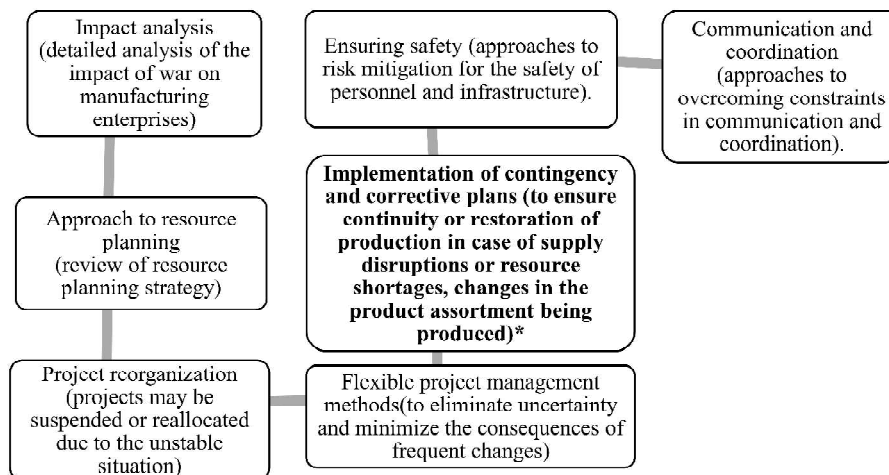 Impact analysis
(detailed analysis of the
impact of war on
manufacturing
enterprises)
Approach to resource
planning
(review of resource
planning strategy)
Project reorganization
(projects may be
suspended or reallocated
due to the unstable
situation)
Flexible project management
methods(to eliminate uncertainty
and minimize the consequences of
frequent changes)
Implementation of contingency
and corrective plans (to ensure
continuity or restoration of
production in case of supply
disruptions or resource
shortages, changes in the
product assortment being
produced)*
Ensuring safety (approaches to
risk mitigation for the safety of
personnel and infrastructure).
Communication and
coordination
(approaches to
overcoming constraints
in communication and
coordination).